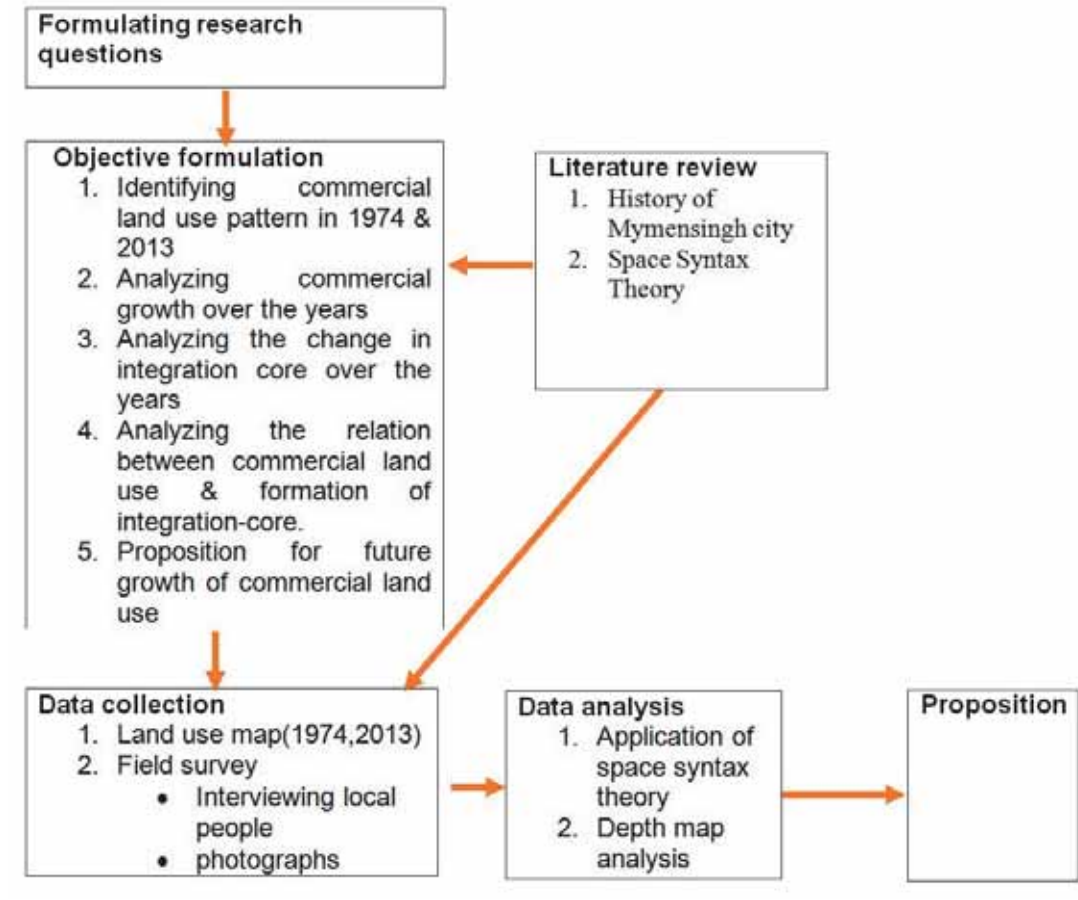 Formulating research
questions
Objective formulation
1. Identifying commercial
land use pattern in 1974 &
2013
2. Analyzing commercial
growth over the years
3. Analyzing the change in
integration core over the
years
4. Analyzing the relation
between commercial land
use & formation of
integration-core.
5. Proposition for future
growth of commercial land
use
Literature review
1. History of
Mymensingh city
2. Space Syntax
Theory
Data collection
1. Land use map(1974,2013)
2. Field survey
• Interviewing local
people
• photographs
Data analysis
1. Application of
space syntax
theory
2. Depth map
analysis
Proposition